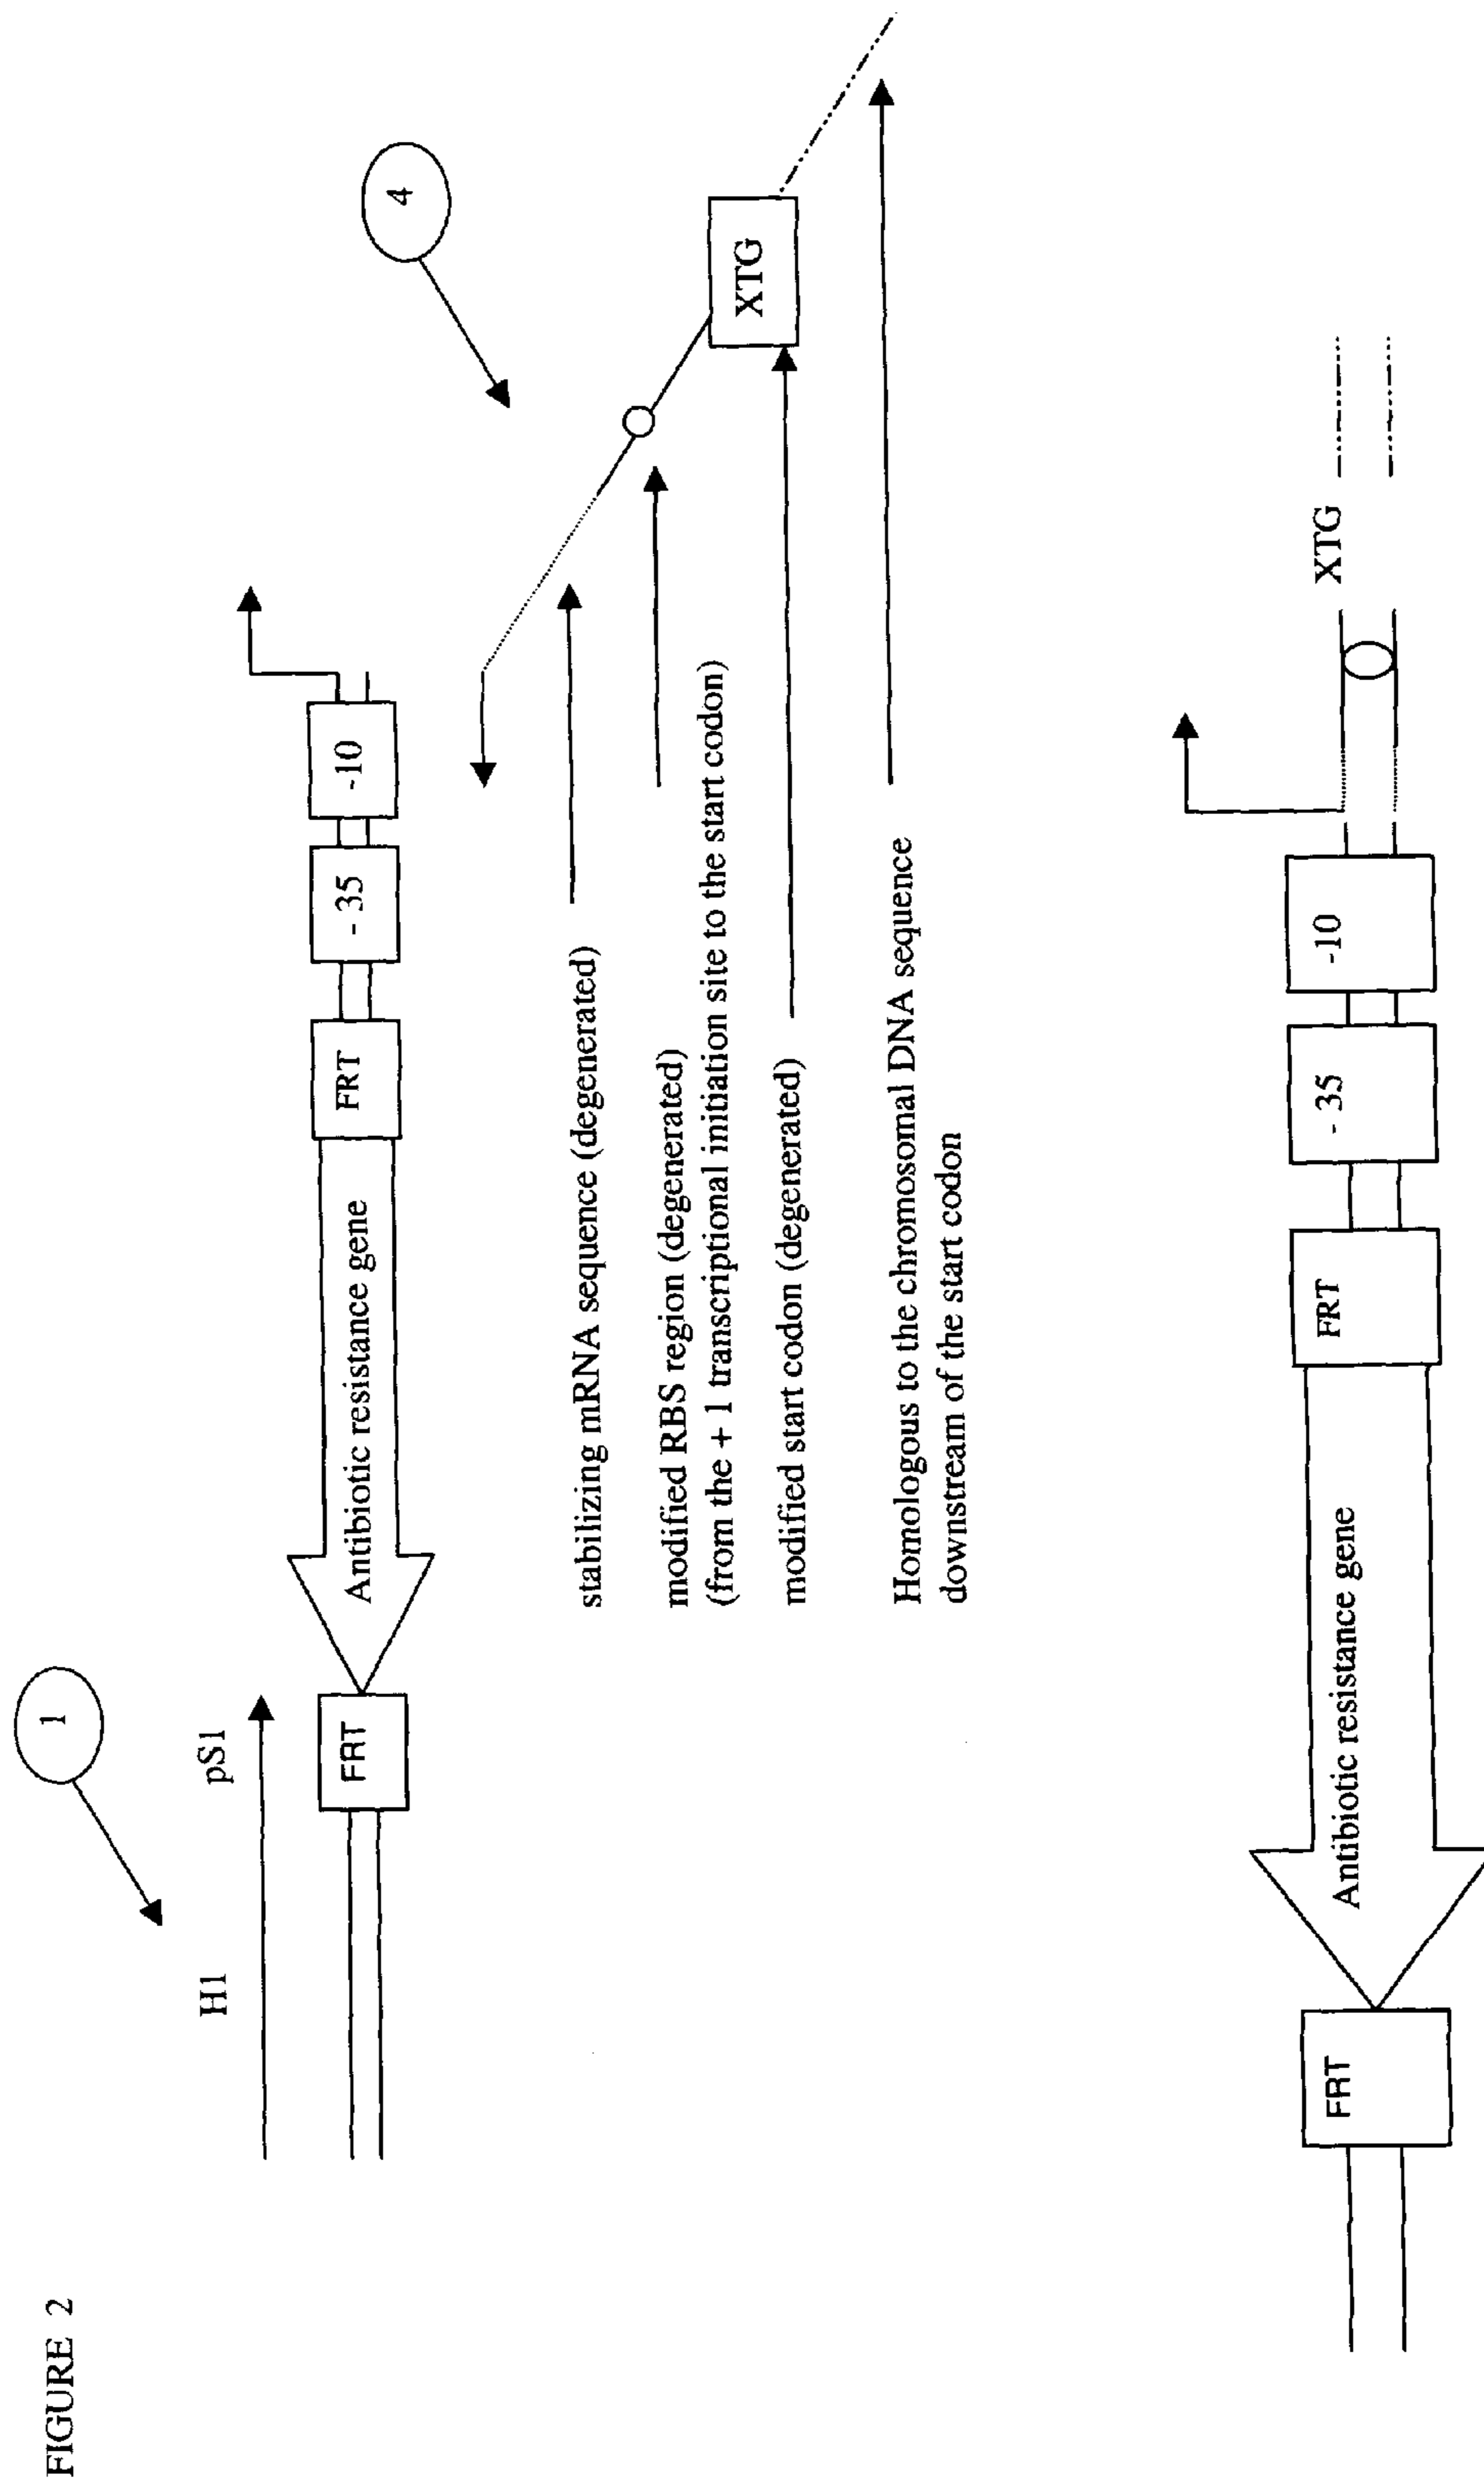 FIGURE 2
1
H1 pS1
FRT
Antibiotic resistance gene
FRT
- 35
-10
4
stabilizing mRNA sequence (degenerated)
modified RBS region (degenerated)
(from the + 1 transcriptional initiation site to the start codon)
XTG
modified start codon (degenerated)
Homologous to the chromosomal DNA sequence
downstream of the start codon
FRT
Antibiotic resistance gene
FRT
- 35
-10
XTG